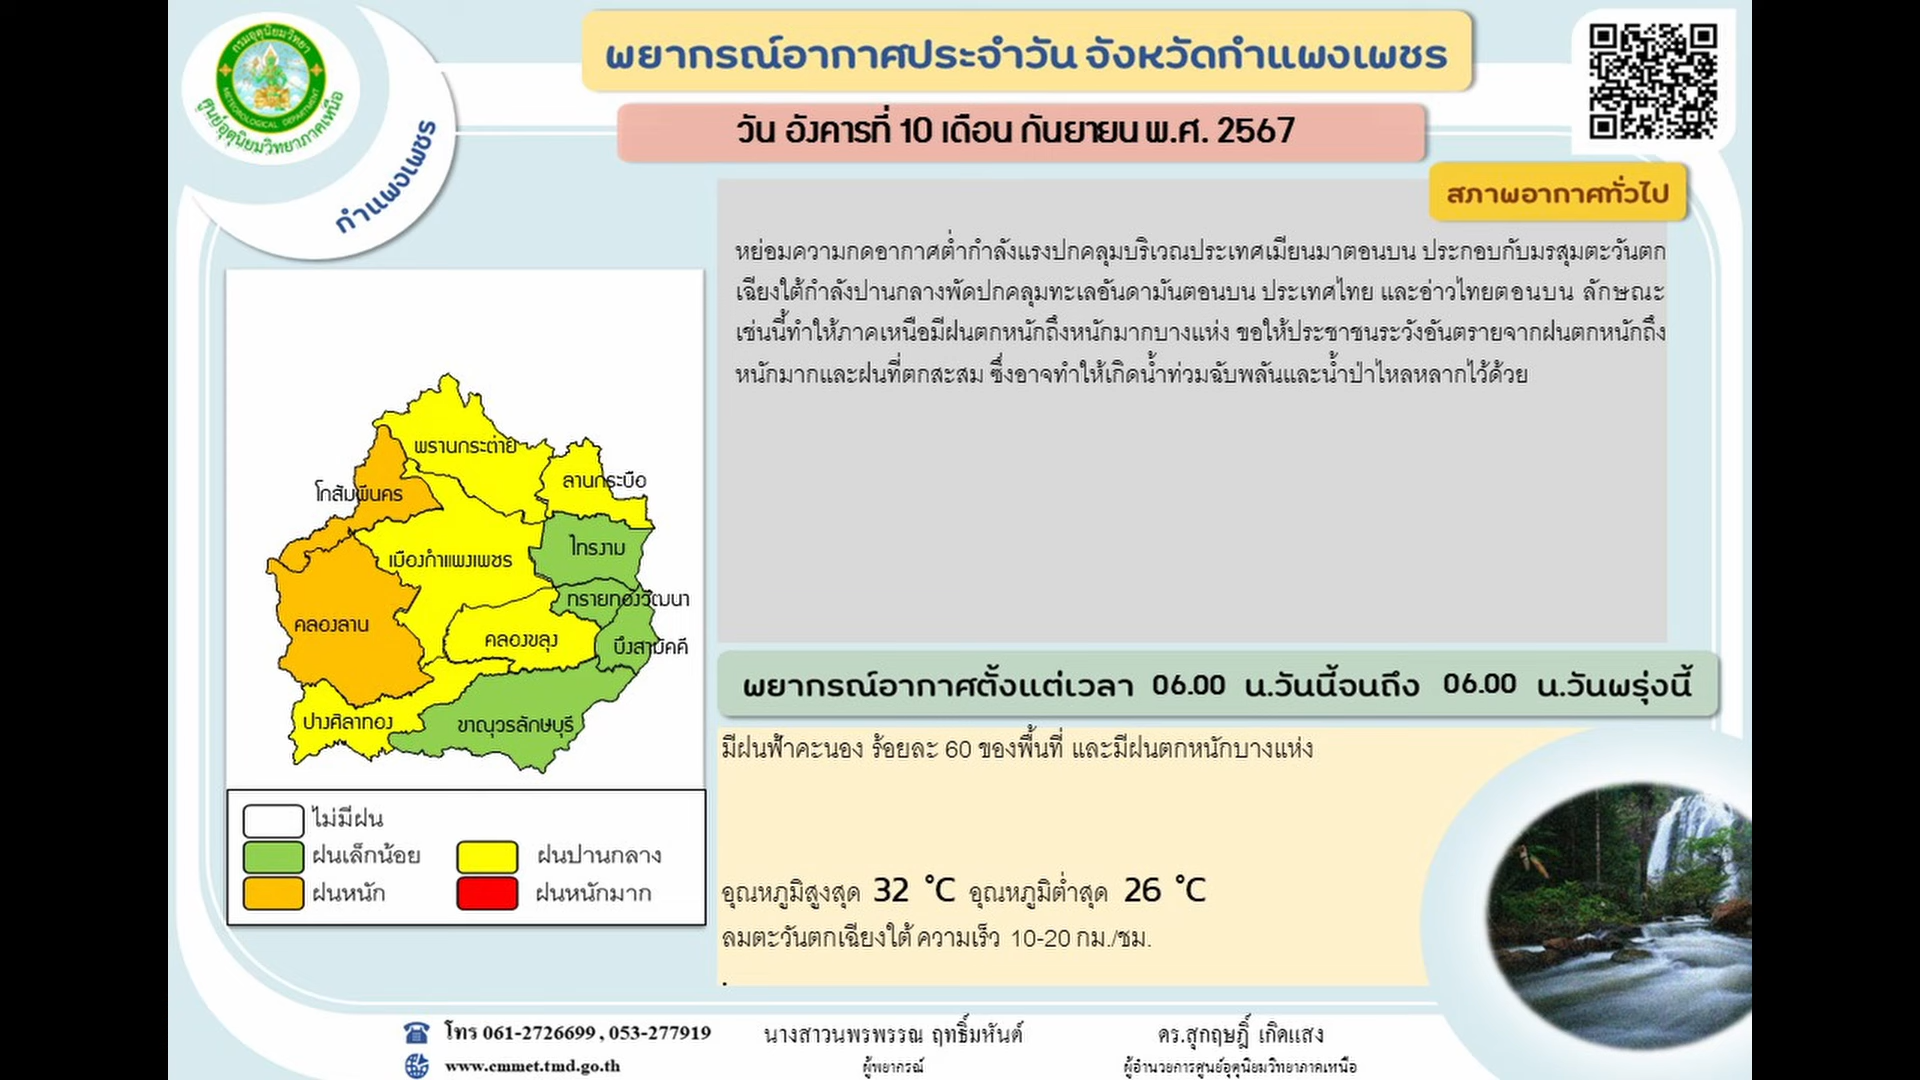 กรมอุตุนิยมวิทยา
METEOROLOGICAL DEPARTMENT
ศูนย์อุตุนิยมวิทยาภาคเหนือ
กำแพงเพชร
พยากรณ์อากาศประจำวัน จังหวัดกำแพงเพชร
วัน อังคารที่ 10 เดือน กันยายน พ.ศ. 2567
สภาพอากาศทั่วไป
หย่อมความกดอากาศต่ำกำลังแรงปกคลุมบริเวณประเทศเมียนมาตอนบน ประกอบกับมรสุมตะวันตก
เฉียงใต้กำลังปานกลางพัดปกคลุมทะเลอันดามันตอนบน ประเทศไทย และอ่าวไทยตอนบน ลักษณะ
เช่นนี้ทำให้ภาคเหนือมีฝนตกหนักถึงหนักมากบางแห่ง ขอให้ประชาชนระวังอันตรายจากฝนตกหนักถึง
หนักมากและฝนที่ตกสะสม ซึ่งอาจทำให้เกิดน้ำท่วมฉับพลันและน้ำป่าไหลหลากไว้ด้วย
พรานกระต่าย
ลานกระบือ
โกสัมพีนคร
ไทรงาม
เมืองกำแพงเพชร
ทรายทองวัฒนา
คลองลาน
คลองขลุง
บึงสามัคคี
ปางศิลาทอง
ขาณุวรลักษบุรี
ไม่มีฝน
ฝนเล็กน้อย
ฝนปานกลาง
ฝนหนัก
ฝนหนักมาก
พยากรณ์อากาศตั้งแต่เวลา 06.00 น.วันนี้จนถึง 06.00 น.วันพรุ่งนี้
มีฝนฟ้าคะนอง ร้อยละ 60 ของพื้นที่ และมีฝนตกหนักบางแห่ง
อุณหภูมิสูงสุด 32 °C อุณหภูมิต่ำสุด 26 °C
ลมตะวันตกเฉียงใต้ ความเร็ว 10-20 กม./ชม.
.
โทร 061-2726699 , 053-277919
www.cmmet.tmd.go.th
นางสาวนพรพรรณ ฤทธิ์มหันต์
ผู้พยากรณ์
ดร.สุกฤษฎิ์ เกิดแสง
ผู้อำนวยการศูนย์อุตุนิยมวิทยาภาคเหนือ